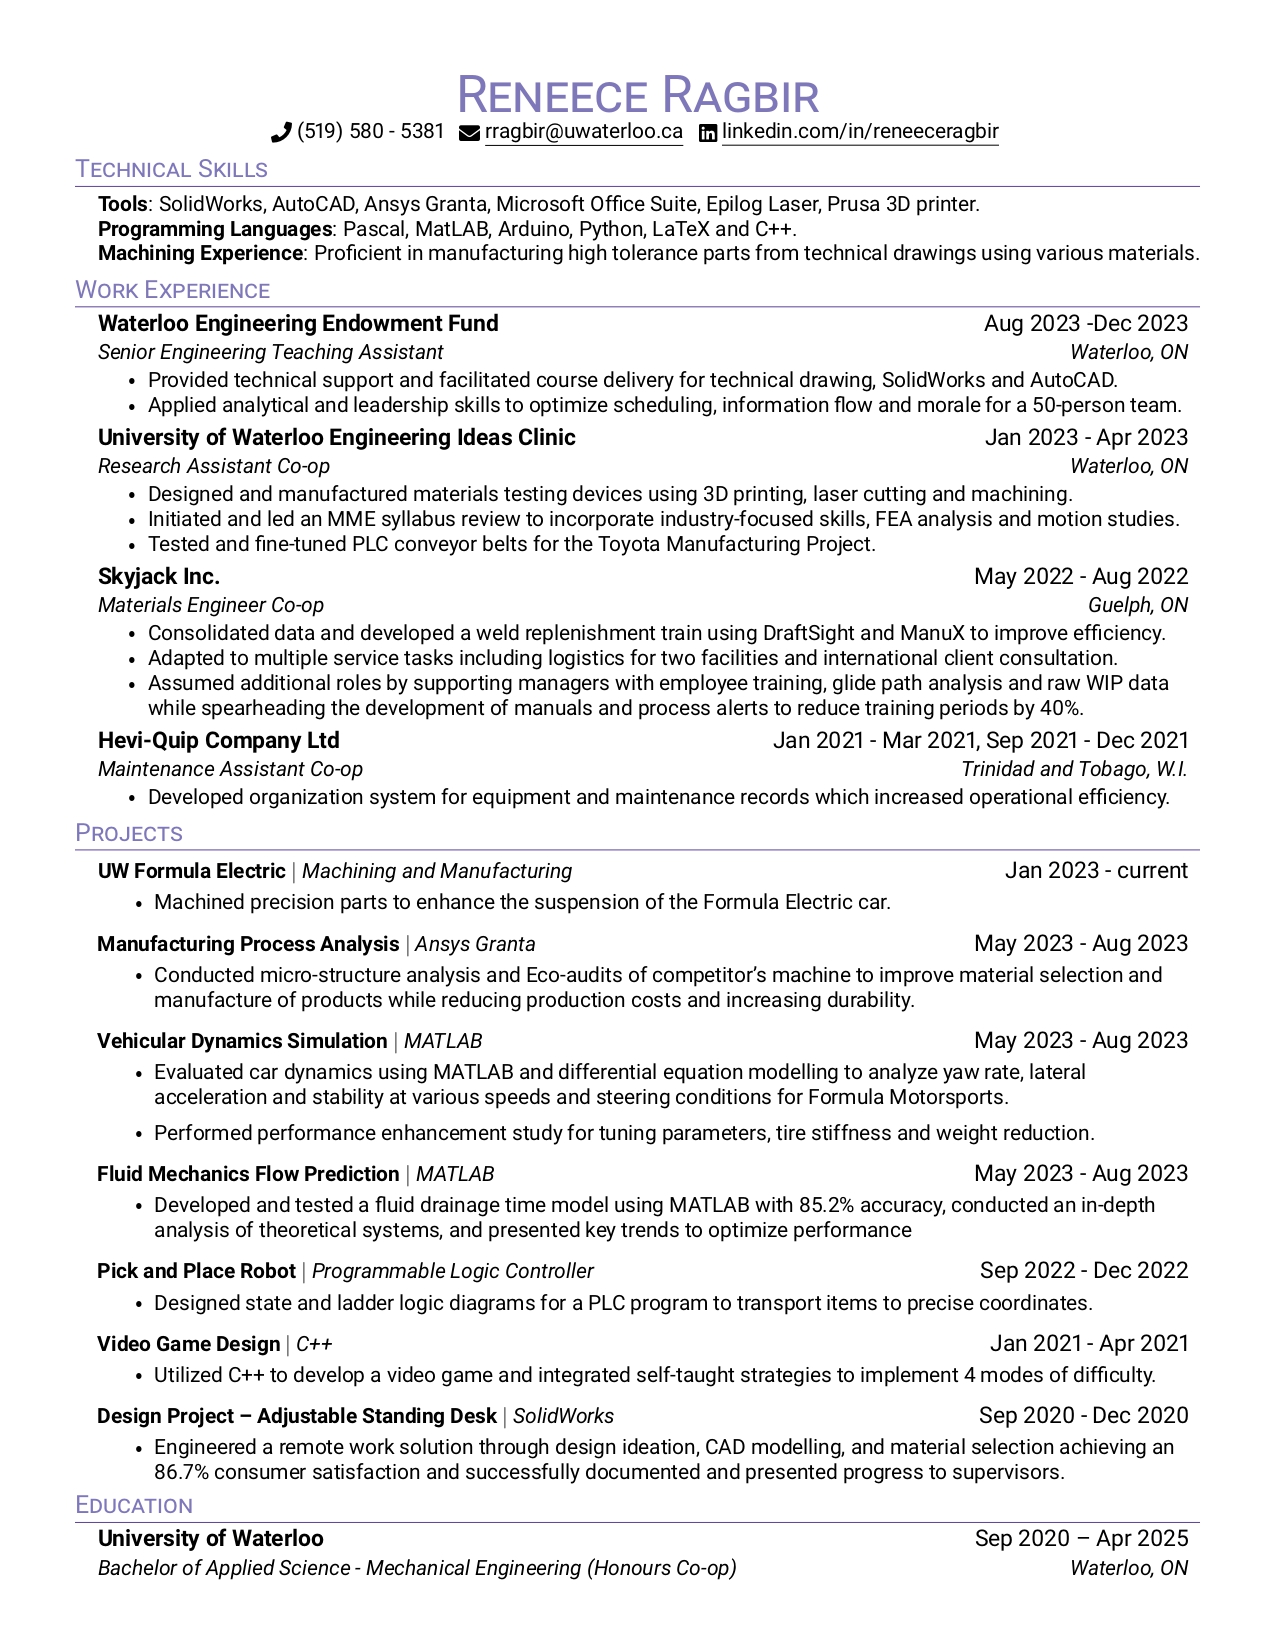 RENEECE RAGBIR
(519) 580 - 5381 rragbir@uwaterloo.ca linkedin.com/in/reneeceragbir
TECHNICAL SKILLS
Tools: SolidWorks, AutoCAD, Ansys Granta, Microsoft Office Suite, Epilog Laser, Prusa 3D printer.
Programming Languages: Pascal, MatLAB, Arduino, Python, LaTeX and C++.
Machining Experience: Proficient in manufacturing high tolerance parts from technical drawings using various materials.
WORK EXPERIENCE
Waterloo Engineering Endowment Fund Aug 2023 -Dec 2023
Senior Engineering Teaching Assistant Waterloo, ON
• Provided technical support and facilitated course delivery for technical drawing, SolidWorks and AutoCAD.
• Applied analytical and leadership skills to optimize scheduling, information flow and morale for a 50-person team.
University of Waterloo Engineering Ideas Clinic Jan 2023 - Apr 2023
Research Assistant Co-op Waterloo, ON
• Designed and manufactured materials testing devices using 3D printing, laser cutting and machining.
• Initiated and led an MME syllabus review to incorporate industry-focused skills, FEA analysis and motion studies.
• Tested and fine-tuned PLC conveyor belts for the Toyota Manufacturing Project.
Skyjack Inc. May 2022 - Aug 2022
Materials Engineer Co-op Guelph, ON
• Consolidated data and developed a weld replenishment train using DraftSight and ManuX to improve efficiency.
• Adapted to multiple service tasks including logistics for two facilities and international client consultation.
• Assumed additional roles by supporting managers with employee training, glide path analysis and raw WIP data
while spearheading the development of manuals and process alerts to reduce training periods by 40%.
Hevi-Quip Company Ltd Jan 2021 - Mar 2021, Sep 2021 - Dec 2021
Maintenance Assistant Co-op Trinidad and Tobago, W.I.
• Developed organization system for equipment and maintenance records which increased operational efficiency.
PROJECTS
UW Formula Electric | Machining and Manufacturing Jan 2023 - current
• Machined precision parts to enhance the suspension of the Formula Electric car.
Manufacturing Process Analysis | Ansys Granta May 2023 - Aug 2023
• Conducted micro-structure analysis and Eco-audits of competitor's machine to improve material selection and
manufacture of products while reducing production costs and increasing durability.
Vehicular Dynamics Simulation | MATLAB May 2023 - Aug 2023
• Evaluated car dynamics using MATLAB and differential equation modelling to analyze yaw rate, lateral
acceleration and stability at various speeds and steering conditions for Formula Motorsports.
• Performed performance enhancement study for tuning parameters, tire stiffness and weight reduction.
Fluid Mechanics Flow Prediction | MATLAB May 2023 - Aug 2023
• Developed and tested a fluid drainage time model using MATLAB with 85.2% accuracy, conducted an in-depth
analysis of theoretical systems, and presented key trends to optimize performance
Pick and Place Robot | Programmable Logic Controller Sep 2022 - Dec 2022
• Designed state and ladder logic diagrams for a PLC program to transport items to precise coordinates.
Video Game Design | C++ Jan 2021 - Apr 2021
• Utilized C++ to develop a video game and integrated self-taught strategies to implement 4 modes of difficulty.
Design Project – Adjustable Standing Desk | SolidWorks Sep 2020 - Dec 2020
• Engineered a remote work solution through design ideation, CAD modelling, and material selection achieving an
86.7% consumer satisfaction and successfully documented and presented progress to supervisors.
EDUCATION
University of Waterloo Sep 2020 – Apr 2025
Bachelor of Applied Science - Mechanical Engineering (Honours Co-op) Waterloo, ON